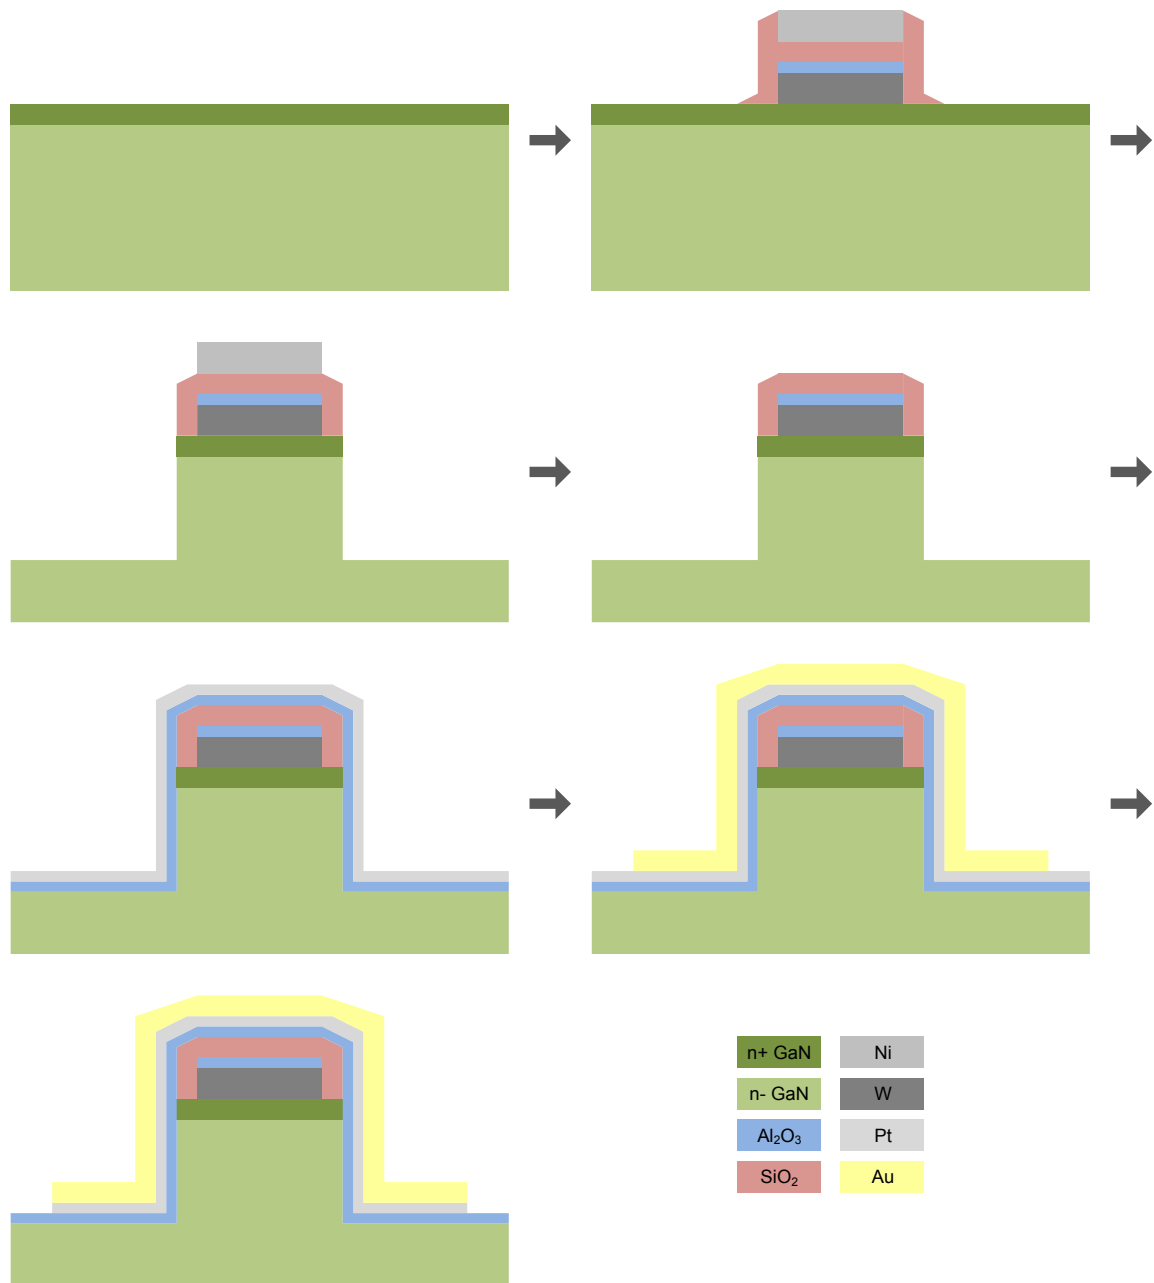 n+ GaN
Ni
n- GaN
W
Al₂O₃
Pt
SiO₂
Au